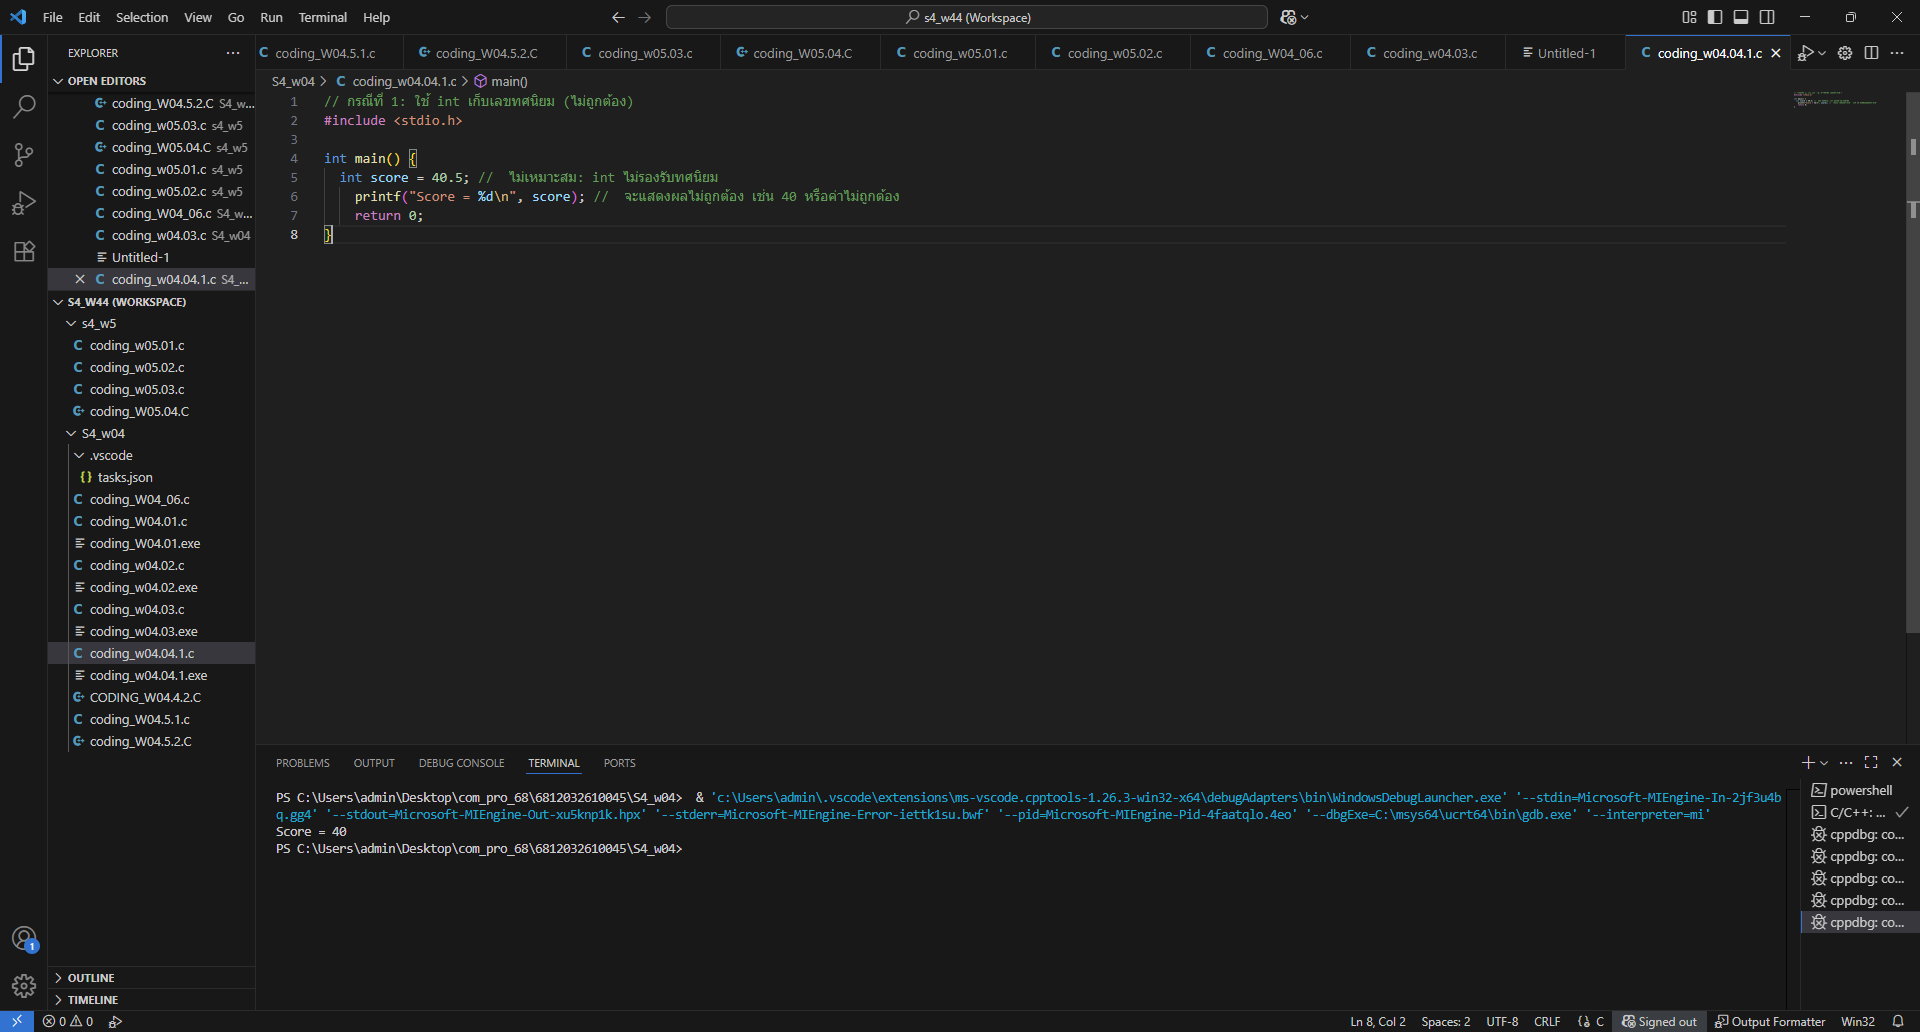 File Edit Selection View Go Run Terminal Help
s4_w44 (Workspace)
EXPLORER
OPEN EDITORS
coding_W04.5.2.C S4_w...
coding_w05.03.c s4_w5
coding_W05.04.C s4_w5
coding_w05.01.c s4_w5
coding_w05.02.c s4_w5
coding_W04_06.c S4_w...
coding_w04.03.c S4_w04
Untitled-1
coding_w04.04.1.c S4_...
S4_W44 (WORKSPACE)
s4_w5
coding_w05.01.c
coding_w05.02.c
coding_w05.03.c
coding_W05.04.C
S4_w04
.vscode
tasks.json
coding_W04_06.c
coding_W04.01.c
coding_W04.01.exe
coding_w04.02.c
coding_w04.02.exe
coding_w04.03.c
coding_w04.03.exe
coding_w04.04.1.c
coding_w04.04.1.exe
CODING_W04.4.2.C
coding_W04.5.1.c
coding_W04.5.2.C
OUTLINE
TIMELINE
coding_W04.5.1.c coding_W04.5.2.C coding_w05.03.c coding_W05.04.C coding_w05.01.c coding_w05.02.c coding_W04_06.c coding_w04.03.c Untitled-1 coding_w04.04.1.c
S4_w04 > coding_w04.04.1.c > main()
1 // กรณีที่ 1: ใช้ int เก็บเลขทศนิยม (ไม่ถูกต้อง)
2 #include <stdio.h>
3
4 int main() {
5 int score = 40.5; // ไม่เหมาะสม: int ไม่รองรับทศนิยม
6 printf("Score = %d\n", score); // จะแสดงผลไม่ถูกต้อง เช่น 40 หรือค่าไม่ถูกต้อง
7 return 0;
8 }
PROBLEMS OUTPUT DEBUG CONSOLE TERMINAL PORTS
PS C:\Users\admin\Desktop\com_pro_68\6812032610045\S4_w04> & 'c:\Users\admin\.vscode\extensions\ms-vscode.cpptools-1.26.3-win32-x64\debugAdapters\bin\WindowsDebugLauncher.exe' '--stdin=Microsoft-MIEngine-In-2jf3u4b
q.gg4' '--stdout=Microsoft-MIEngine-Out-xu5knp1k.hpx' '--stderr=Microsoft-MIEngine-Error-iettk1su.bwf' '--pid=Microsoft-MIEngine-Pid-4faatqlo.4eo' '--dbgExe=C:\msys64\ucrt64\bin\gdb.exe' '--interpreter=mi'
Score = 40
PS C:\Users\admin\Desktop\com_pro_68\6812032610045\S4_w04>
powershell
C/C++: ...
cppdbg: co...
cppdbg: co...
cppdbg: co...
cppdbg: co...
cppdbg: co...
1
0 0
Ln 8, Col 2 Spaces: 2 UTF-8 CRLF {} C Signed out Output Formatter Win32